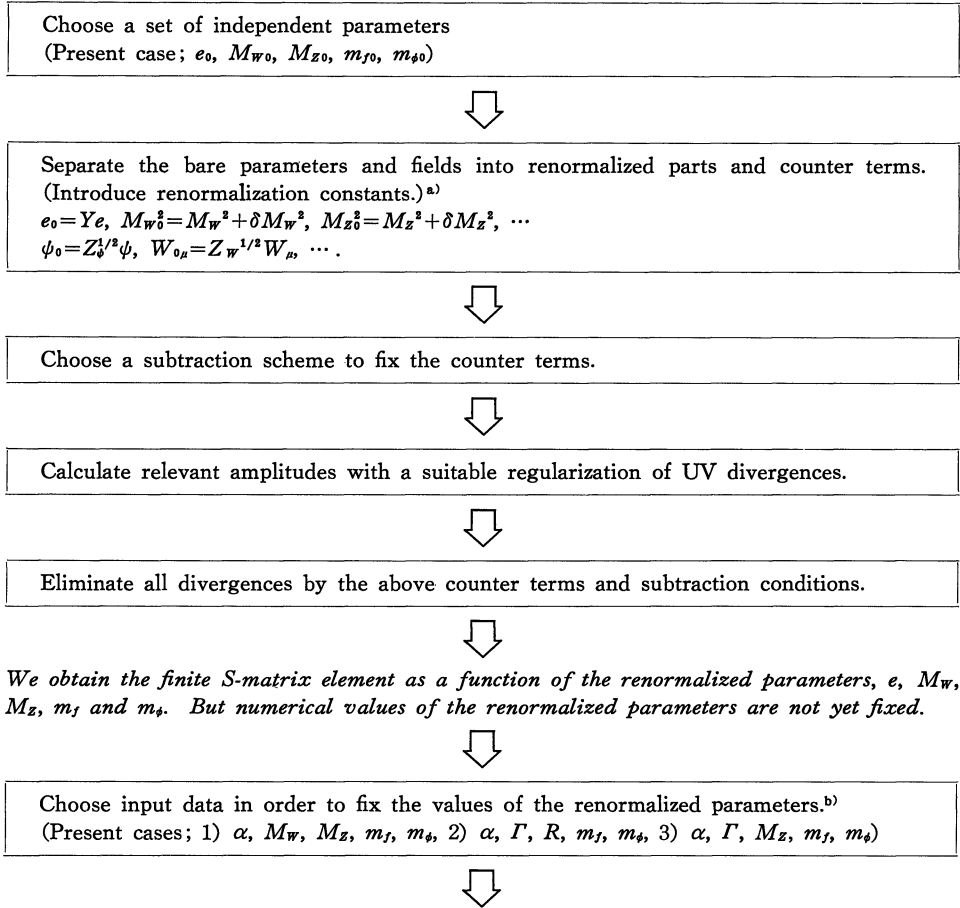 Choose a set of independent parameters
(Present case; e₀, M_W0, M_Z0, m_f0, m_ϕ0)
Separate the bare parameters and fields into renormalized parts and counter terms.
(Introduce renormalization constants.)ᵃ⁾
e₀=Ye, M_W0²=M_W²+δM_W², M_Z0²=M_Z²+δM_Z², ⋯
ψ₀=Z_ψ^1/2ψ, W_0μ=Z_W^1/2W_μ, ⋯.
Choose a subtraction scheme to fix the counter terms.
Calculate relevant amplitudes with a suitable regularization of UV divergences.
Eliminate all divergences by the above counter terms and subtraction conditions.
We obtain the finite S-matrix element as a function of the renormalized parameters, e, M_W,
M_Z, m_f and m_ϕ. But numerical values of the renormalized parameters are not yet fixed.
Choose input data in order to fix the values of the renormalized parameters.ᵇ⁾
(Present cases; 1) α, M_W, M_Z, m_f, m_ϕ, 2) α, Γ, R, m_f, m_ϕ, 3) α, Γ, M_Z, m_f, m_ϕ)